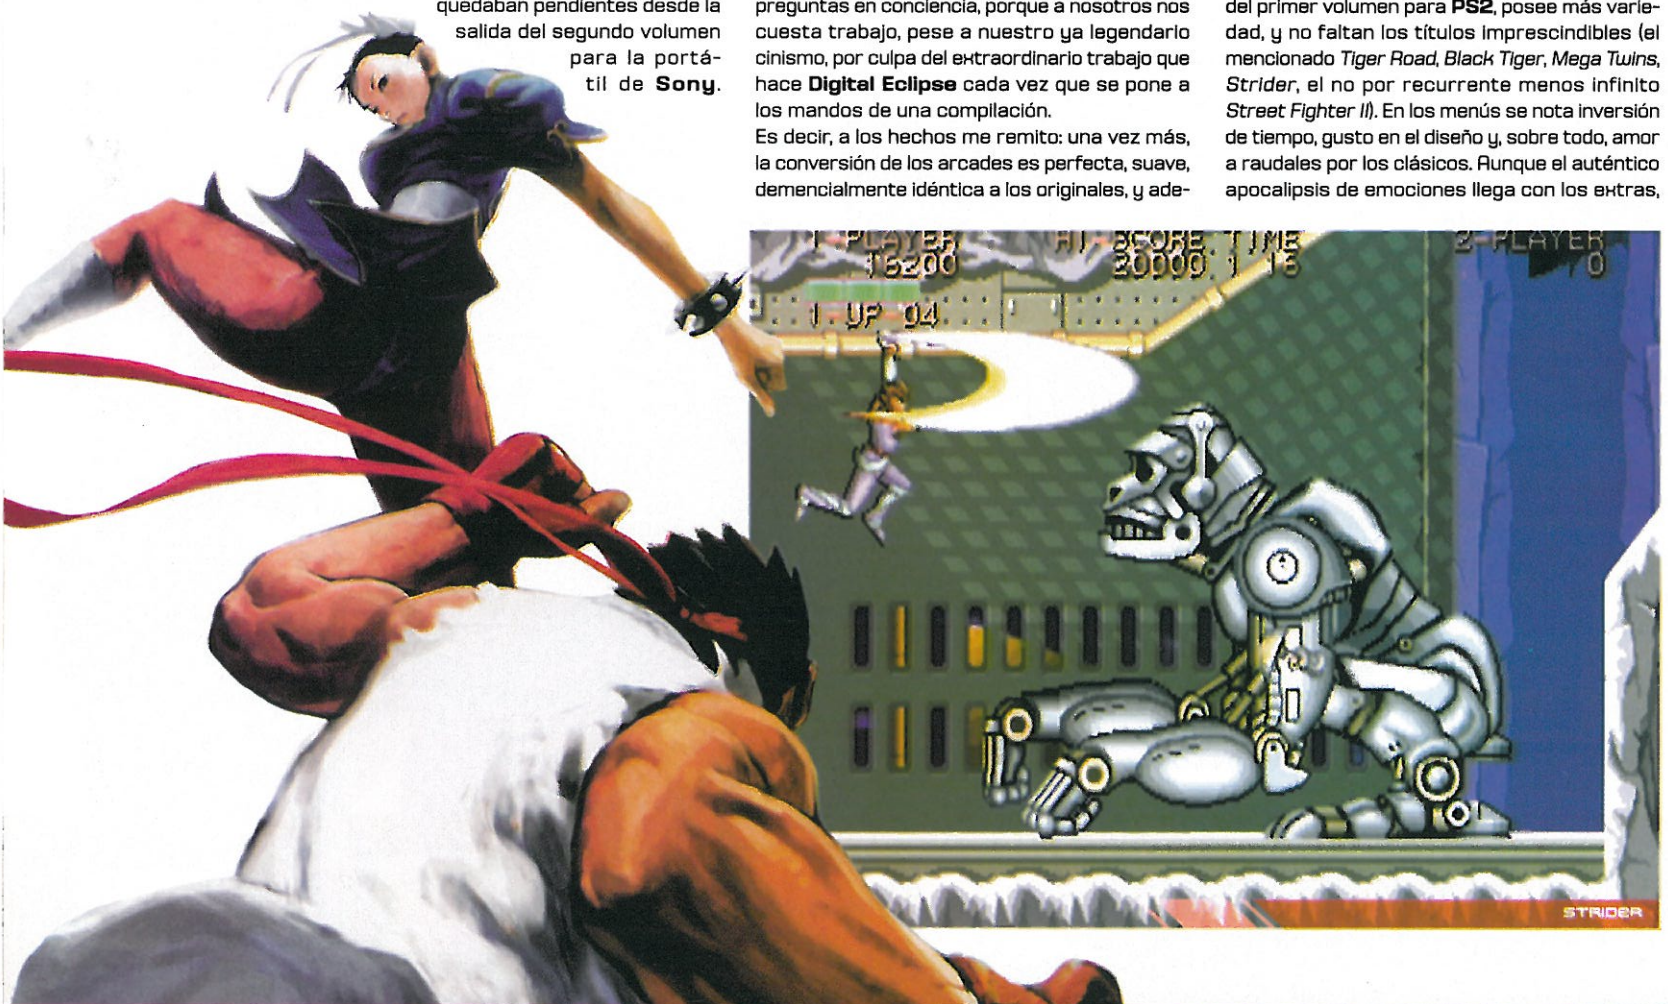 quedaban pendientes desde la
salida del segundo volumen
para la portá-
til de Sony.
preguntas en conciencia, porque a nosotros nos
cuesta trabajo, pese a nuestro ya legendario
cinismo, por culpa del extraordinario trabajo que
hace Digital Eclipse cada vez que se pone a
los mandos de una compilación.
Es decir, a los hechos me remito: una vez más,
la conversión de los arcades es perfecta, suave,
demencialmente idéntica a los originales, y ade-
del primer volumen para PS2, posee más varie-
dad, y no faltan los títulos imprescindibles (el
mencionado Tiger Road, Black Tiger, Mega Twins,
Strider, el no por recurrente menos infinito
Street Fighter II). En los menús se nota inversión
de tiempo, gusto en el diseño y, sobre todo, amor
a raudales por los clásicos. Aunque el auténtico
apocalipsis de emociones llega con los extras,
1-PLAYER HI-SCORE TIME 2-PLAYER
16200 20000 1 16 0
1 UP 04
STRIDER